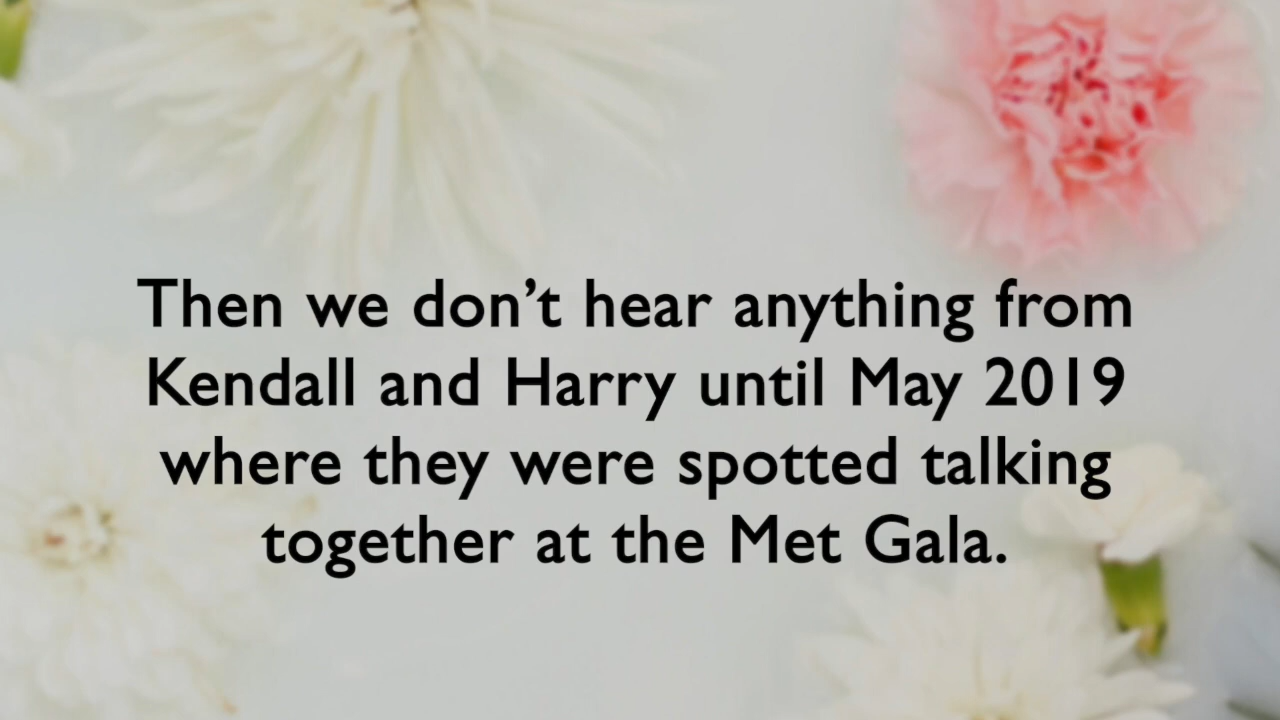 Then we don’t hear anything from
Kendall and Harry until May 2019
where they were spotted talking
together at the Met Gala.